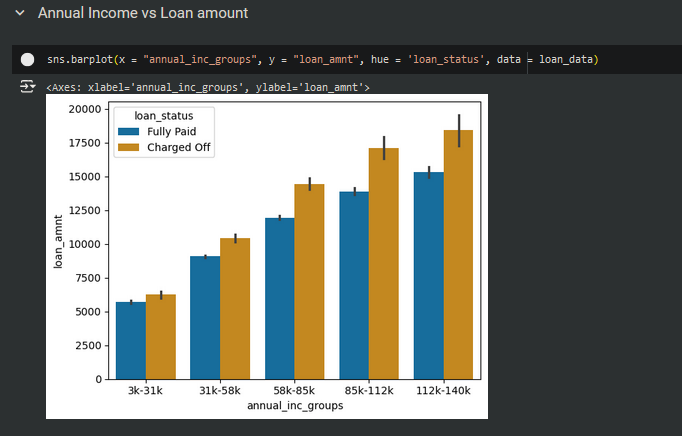 Annual Income vs Loan amount
sns.barplot(x = "annual_inc_groups", y = "loan_amnt", hue = 'loan_status', data = loan_data)
<Axes: xlabel='annual_inc_groups', ylabel='loan_amnt'>
loan_status
Fully Paid
Charged Off
20000
17500
15000
12500
10000
7500
5000
2500
0
loan_amnt
3k-31k 31k-58k 58k-85k 85k-112k 112k-140k
annual_inc_groups